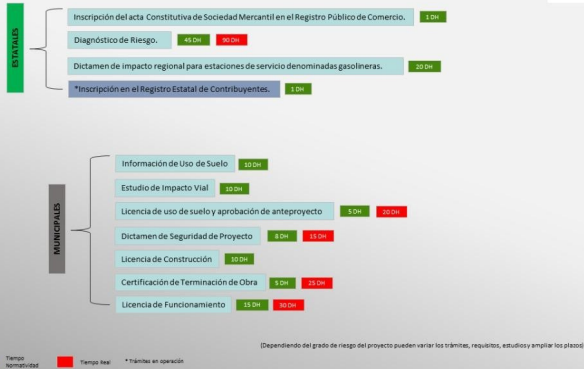 ESTATALES
Inscripción del acta Constitutiva de Sociedad Mercantil en el Registro Público de Comercio. 1 DH
Diagnóstico de Riesgo. 45 DH 90 DH
Dictamen de impacto regional para estaciones de servicio denominadas gasolineras. 20 DH
*Inscripción en el Registro Estatal de Contribuyentes. 1 DH
MUNICIPALES
Información de Uso de Suelo 10 DH
Estudio de Impacto Vial 10 DH
Licencia de uso de suelo y aprobación de anteproyecto 5 DH 20 DH
Dictamen de Seguridad de Proyecto 8 DH 15 DH
Licencia de Construcción 10 DH
Certificación de Terminación de Obra 5 DH 25 DH
Licencia de Funcionamiento 15 DH 30 DH
(Dependiendo del grado de riesgo del proyecto pueden variar los trámites, requisitos, estudios y ampliar los plazos)
Tiempo
Normatividad
Tiempo Real * Trámites en operación